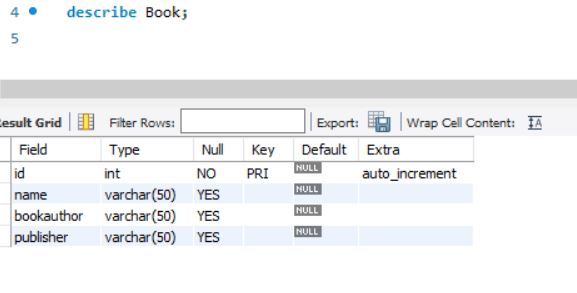 4 describe Book;
5
Result Grid Filter Rows: Export: Wrap Cell Content: IA
Field Type Null Key Default Extra
id int NO PRI NULL auto_increment
name varchar(50) YES NULL
bookauthor varchar(50) YES NULL
publisher varchar(50) YES NULL